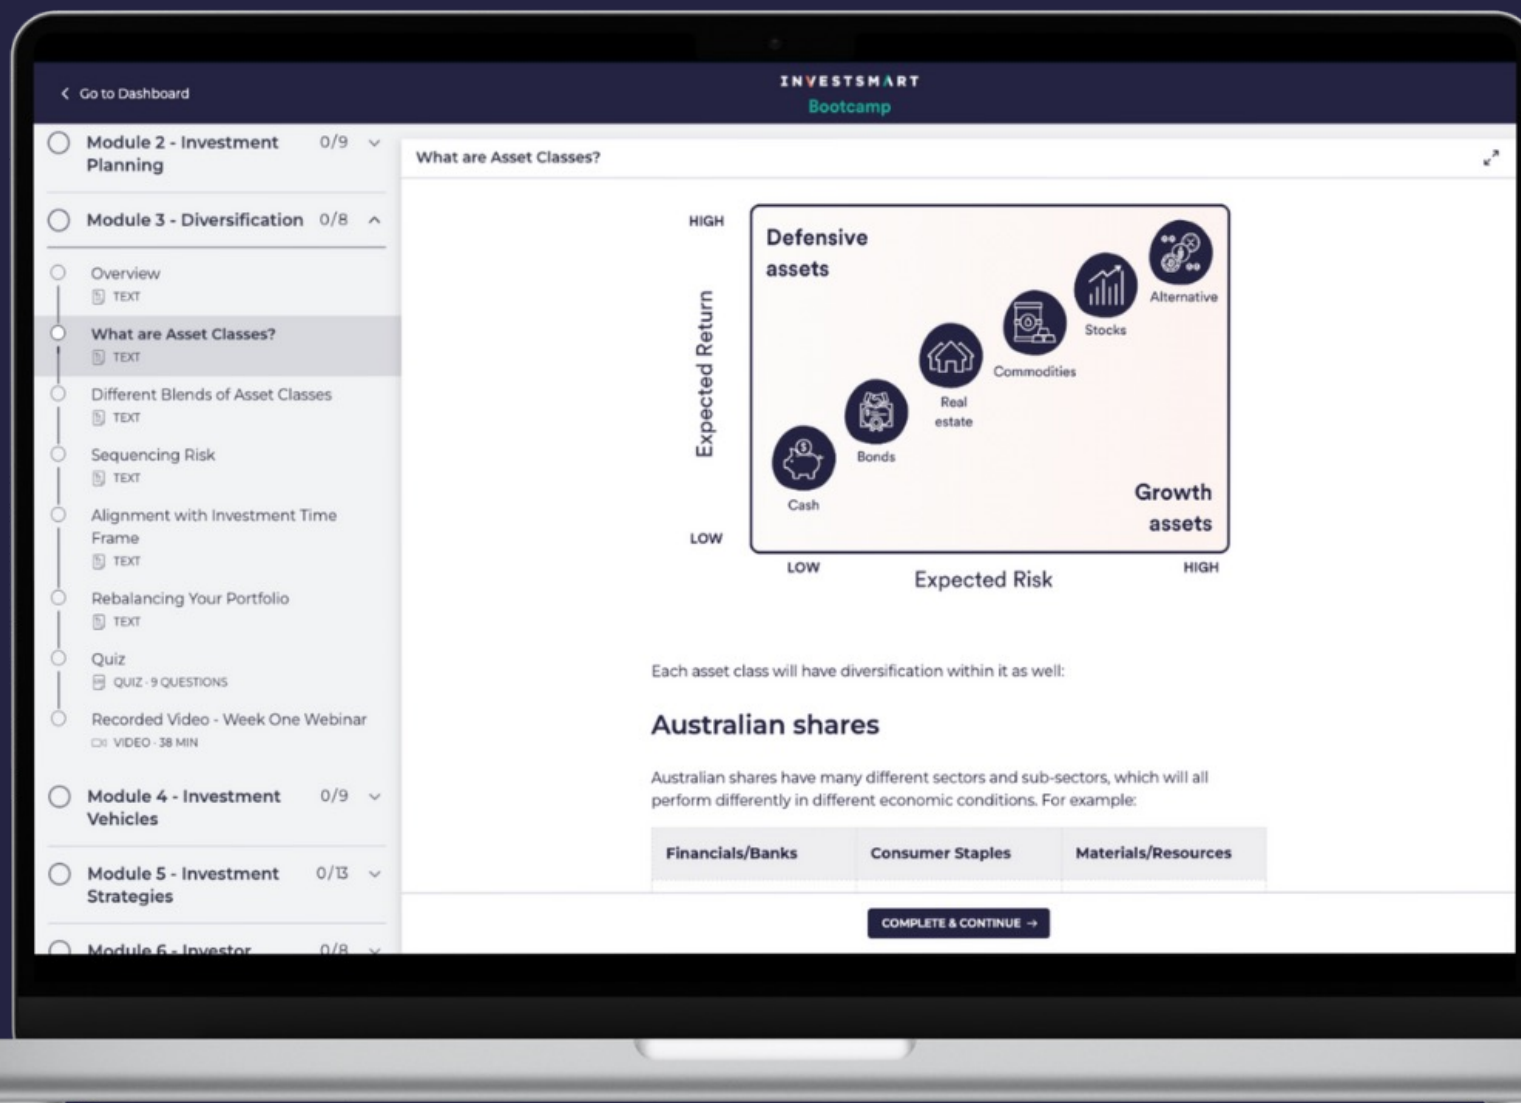 Go to Dashboard
INVESTSMART
Bootcamp
Module 2 - Investment 0/9
Planning
Module 3 - Diversification 0/8
Overview
TEXT
What are Asset Classes?
TEXT
Different Blends of Asset Classes
TEXT
Sequencing Risk
TEXT
Alignment with Investment Time
Frame
TEXT
Rebalancing Your Portfolio
TEXT
Quiz
QUIZ · 9 QUESTIONS
Recorded Video - Week One Webinar
VIDEO · 38 MIN
Module 4 - Investment 0/9
Vehicles
Module 5 - Investment 0/13
Strategies
Module 6 - Investor 0/8
What are Asset Classes?
HIGH
Expected Return
LOW
Defensive
assets
Alternative
Stocks
Commodities
Real
estate
Bonds
Cash
Growth
assets
LOW
Expected Risk
HIGH
Each asset class will have diversification within it as well:
Australian shares
Australian shares have many different sectors and sub-sectors, which will all
perform differently in different economic conditions. For example:
Financials/Banks Consumer Staples Materials/Resources
COMPLETE & CONTINUE →